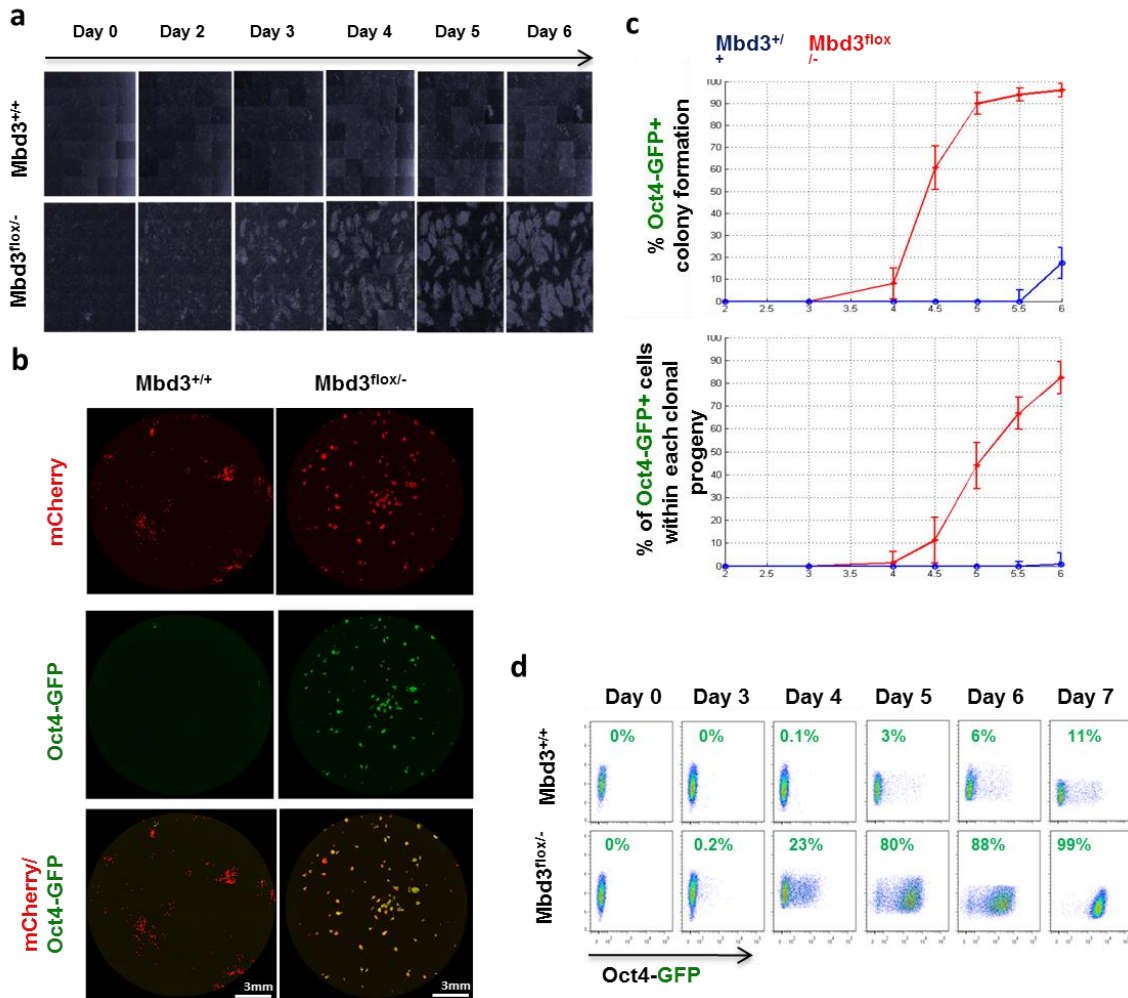 a
Day 0 Day 2 Day 3 Day 4 Day 5 Day 6
Mbd3+/+
Mbd3flox/-
b
Mbd3+/+ Mbd3flox/-
mCherry
Oct4-GFP
mCherry/
Oct4-GFP
3mm 3mm
c
Mbd3+/
+
Mbd3flox
/-
% Oct4-GFP+
colony formation
100
90
80
70
60
50
40
30
20
10
0
2 2.5 3 3.5 4 4.5 5 5.5 6
% of Oct4-GFP+ cells
within each clonal
progeny
100
90
80
70
60
50
40
30
20
10
0
2 2.5 3 3.5 4 4.5 5 5.5 6
d
Day 0 Day 3 Day 4 Day 5 Day 6 Day 7
Mbd3+/+
0% 0% 0.1% 3% 6% 11%
Mbd3flox/-
0% 0.2% 23% 80% 88% 99%
Oct4-GFP